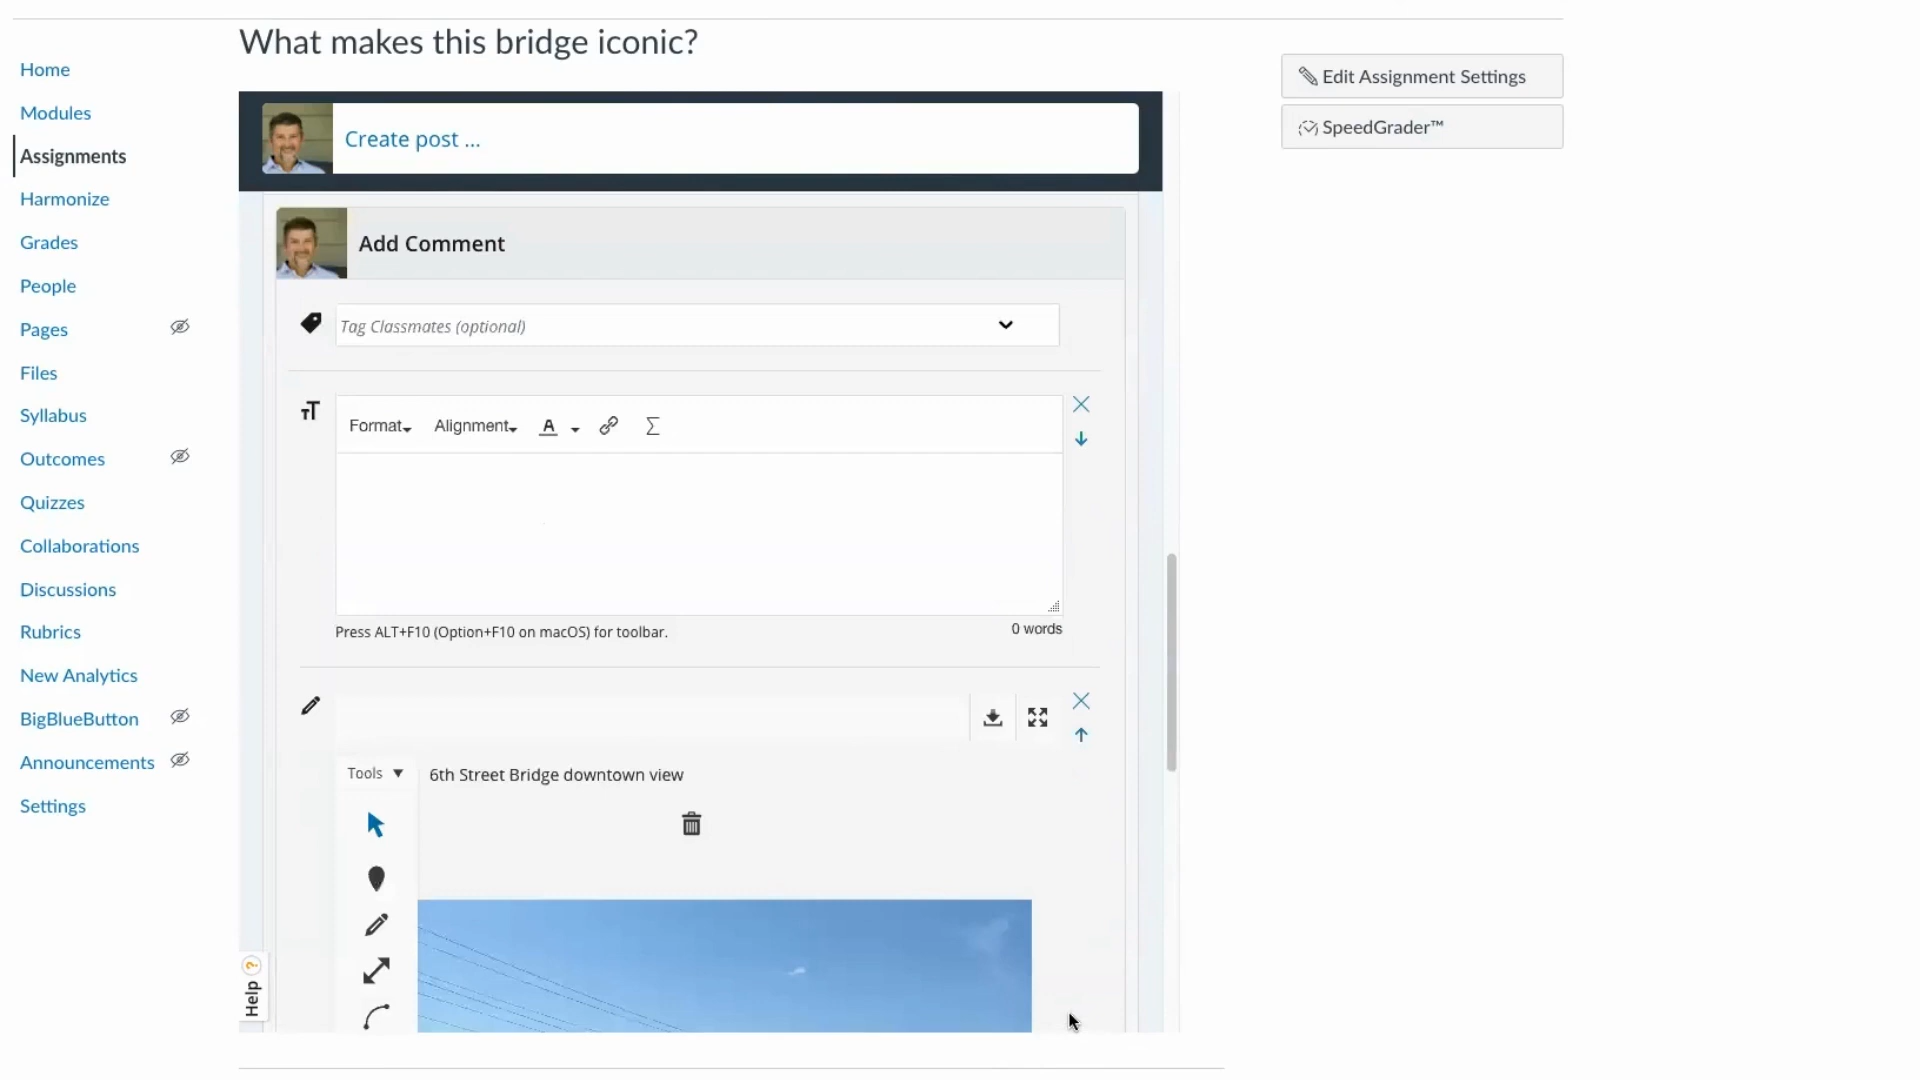 What makes this bridge iconic?
Home
Modules
Assignments
Harmonize
Grades
People
Pages
Files
Syllabus
Outcomes
Quizzes
Collaborations
Discussions
Rubrics
New Analytics
BigBlueButton
Announcements
Settings
Edit Assignment Settings
SpeedGrader™
Create post ...
Add Comment
Tag Classmates (optional)
Format Alignment A Σ
Press ALT+F10 (Option+F10 on macOS) for toolbar.
0 words
Tools
6th Street Bridge downtown view
Help ?